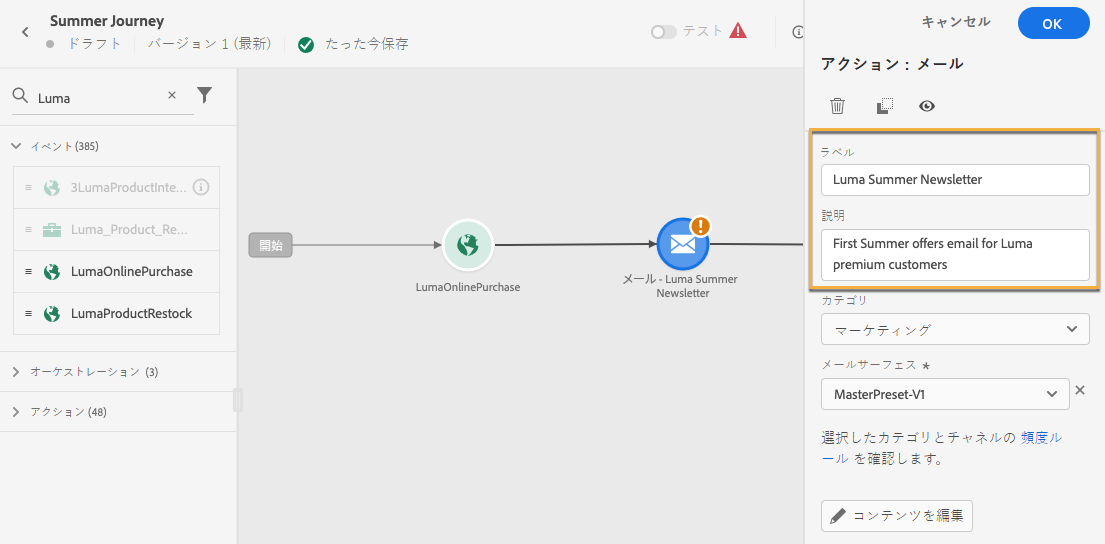 Summer Journey
ドラフト
バージョン 1 (最新)
たった今保存
テスト
キャンセル
OK
Luma
イベント (385)
3LumaProductInte...
Luma_Product_Re...
LumaOnlinePurchase
LumaProductRestock
オーケストレーション (3)
アクション (48)
開始
LumaOnlinePurchase
メール - Luma Summer
Newsletter
アクション : メール
ラベル
Luma Summer Newsletter
説明
First Summer offers email for Luma
premium customers
カテゴリ
マーケティング
メールサーフェス *
MasterPreset-V1
選択したカテゴリとチャネルの 頻度ル
ール を確認します。
コンテンツを編集